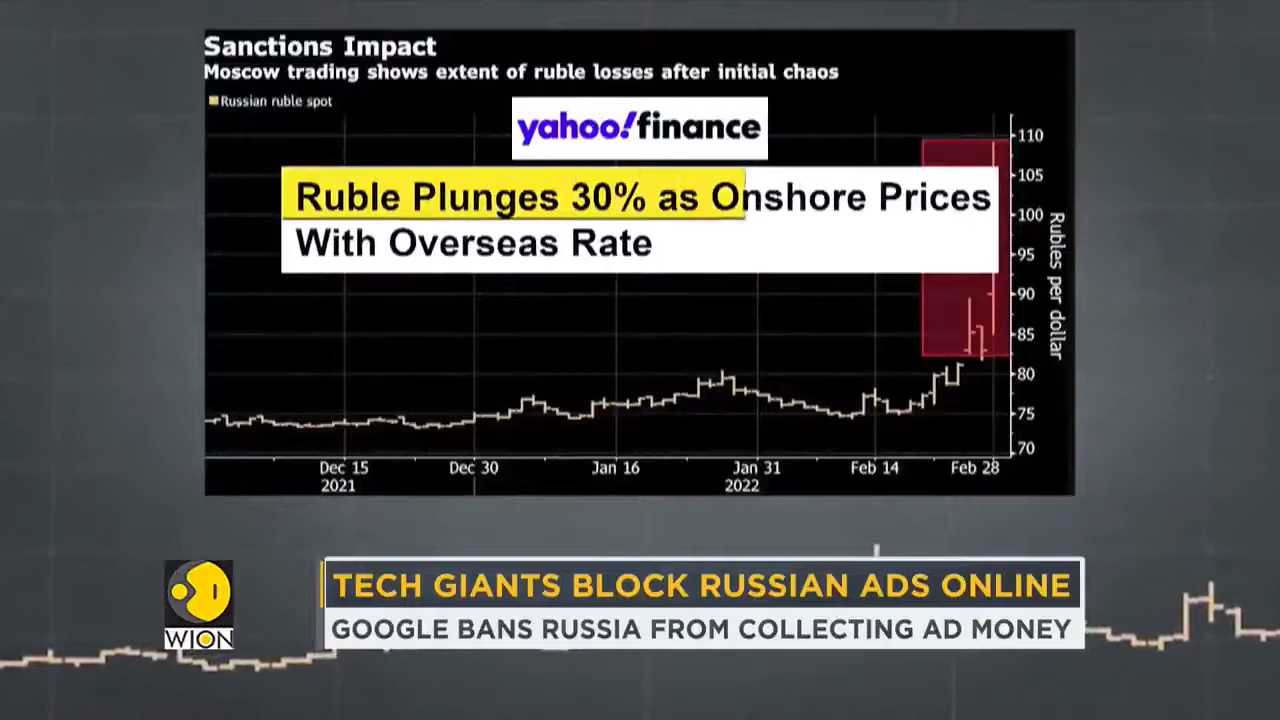 Sanctions Impact
Moscow trading shows extent of ruble losses after initial chaos
Russian ruble spot
yahoo!finance
Ruble Plunges 30% as Onshore Prices
With Overseas Rate
110
105
100
95
90
85
80
75
70
Rubles per dollar
Dec 15 Dec 30 Jan 16 Jan 31 Feb 14 Feb 28
2021 2022
WION
TECH GIANTS BLOCK RUSSIAN ADS ONLINE
GOOGLE BANS RUSSIA FROM COLLECTING AD MONEY